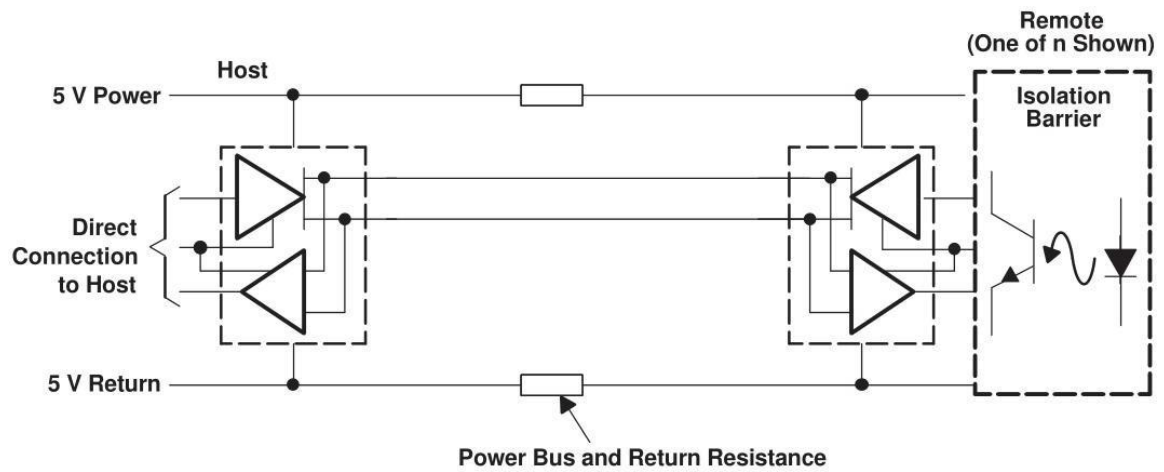 Remote
(One of n Shown)
Host
5 V Power
Isolation
Barrier
Direct
Connection
to Host
5 V Return
Power Bus and Return Resistance